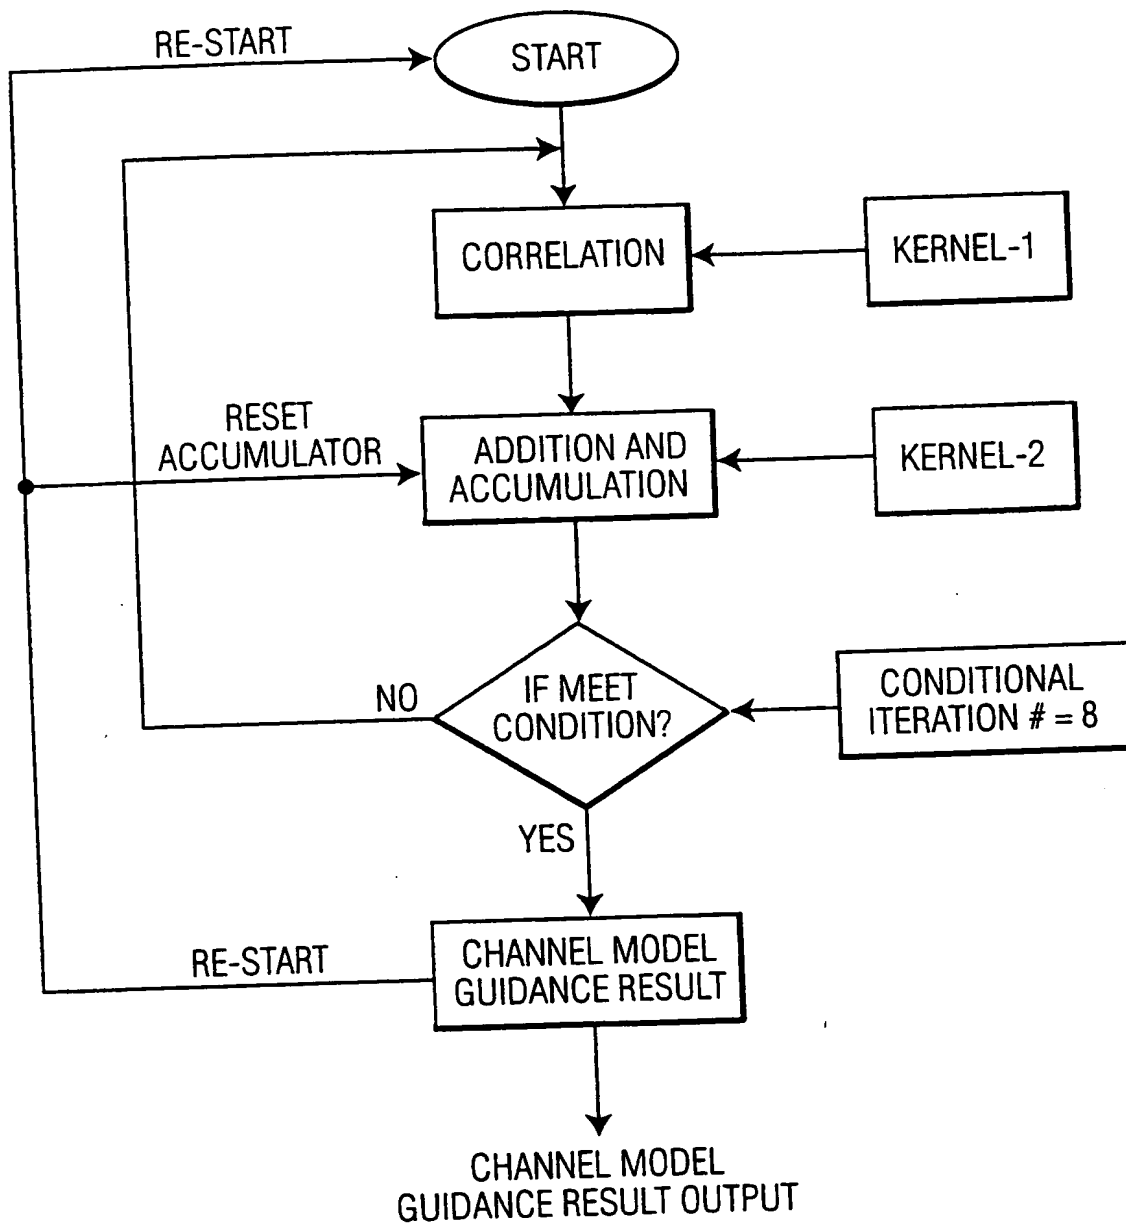 RE-START
START
CORRELATION
KERNEL-1
RESET
ACCUMULATOR
ADDITION AND
ACCUMULATION
KERNEL-2
NO
IF MEET
CONDITION?
CONDITIONAL
ITERATION # = 8
YES
RE-START
CHANNEL MODEL
GUIDANCE RESULT
CHANNEL MODEL
GUIDANCE RESULT OUTPUT